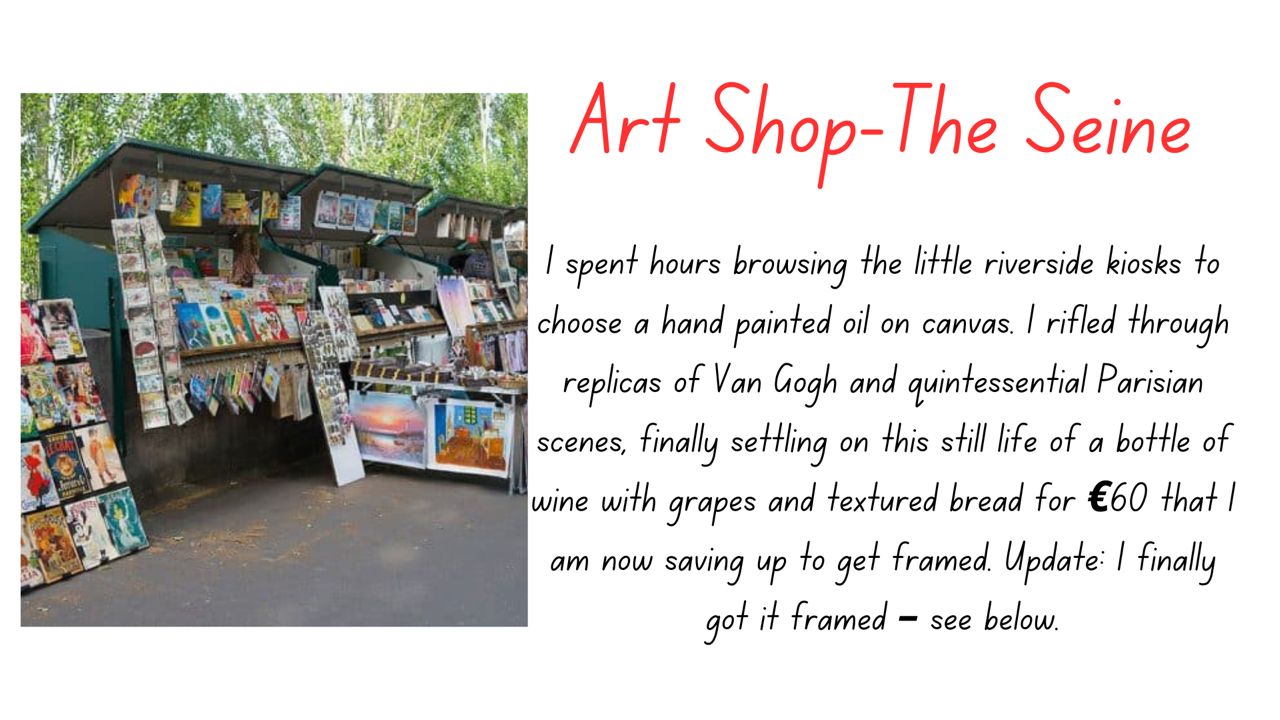 Art Shop-The Seine
I spent hours browsing the little riverside kiosks to
choose a hand painted oil on canvas. I rifled through
replicas of Van Gogh and quintessential Parisian
scenes, finally settling on this still life of a bottle of
wine with grapes and textured bread for €60 that I
am now saving up to get framed. Update: I finally
got it framed – see below.